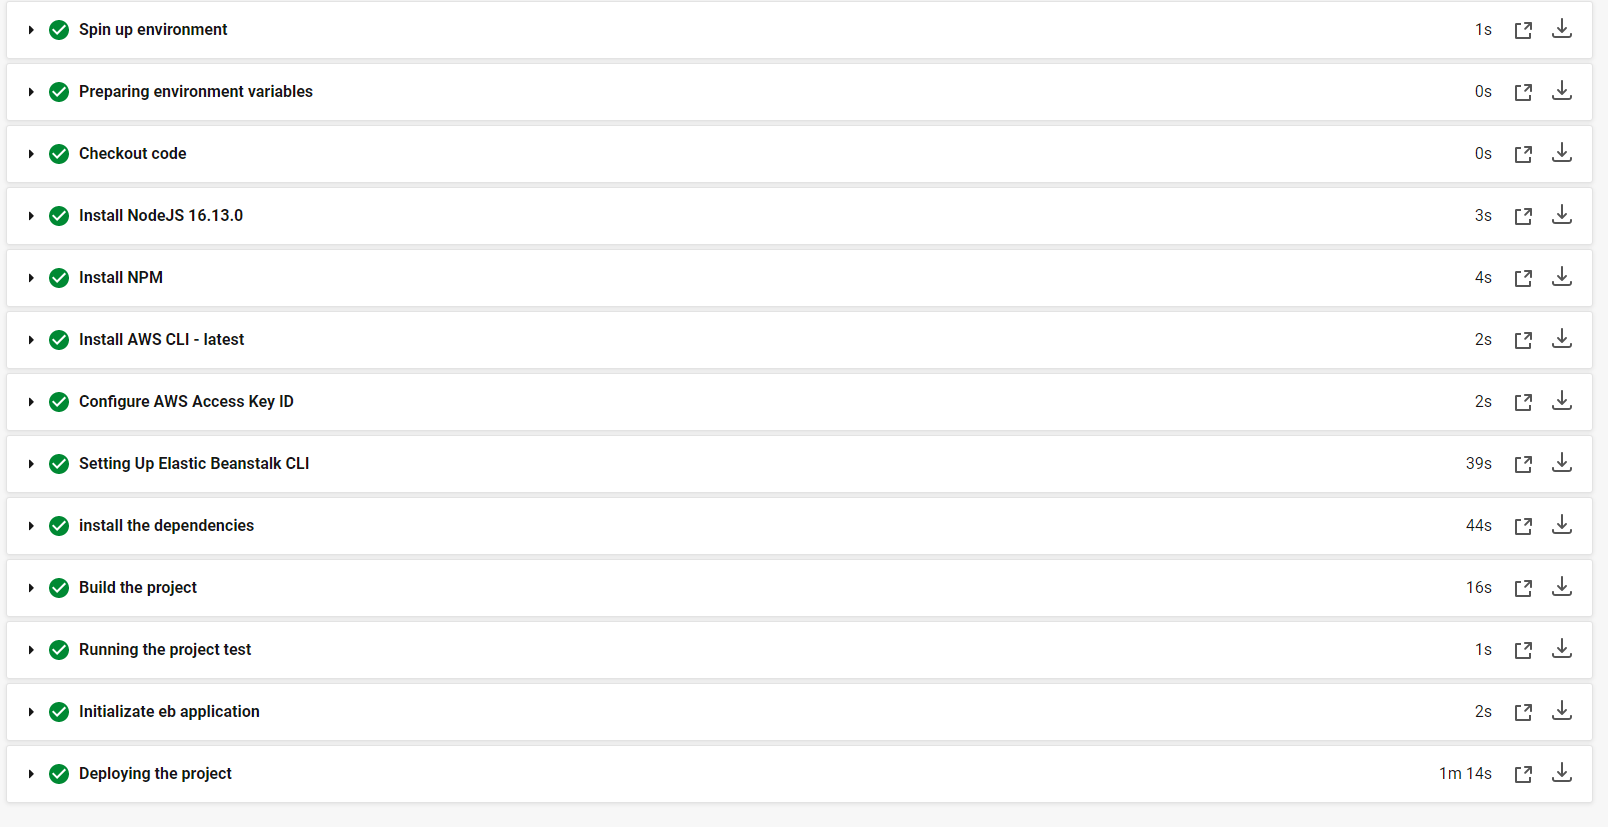 Spin up environment 1s
Preparing environment variables 0s
Checkout code 0s
Install NodeJS 16.13.0 3s
Install NPM 4s
Install AWS CLI - latest 2s
Configure AWS Access Key ID 2s
Setting Up Elastic Beanstalk CLI 39s
install the dependencies 44s
Build the project 16s
Running the project test 1s
Initializate eb application 2s
Deploying the project 1m 14s